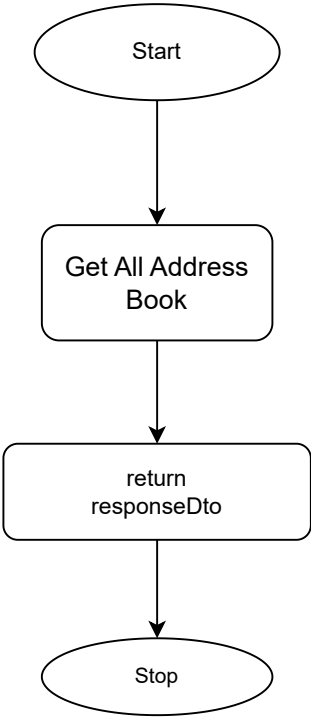 Start
Get All Address
Book
return
responseDto
Stop